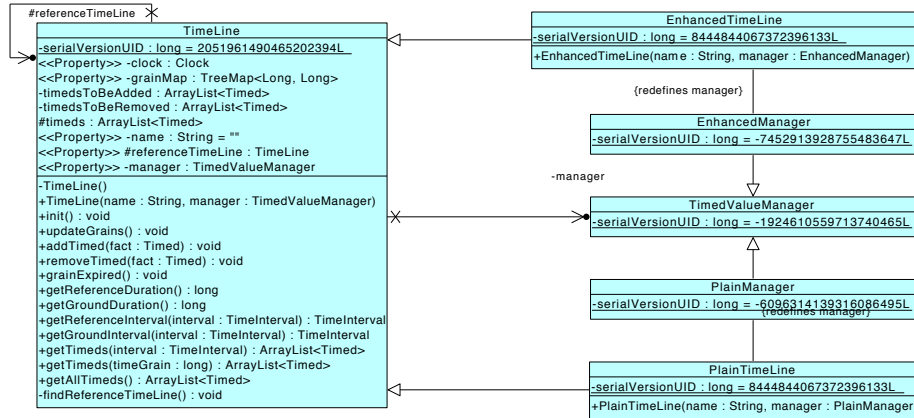 #referenceTimeLine
TimeLine
-serialVersionUID : long = 2051961490465202394L
<<Property>> -clock : Clock
<<Property>> -grainMap : TreeMap<Long, Long>
-timedsToBeAdded : ArrayList<Timed>
-timedsToBeRemoved : ArrayList<Timed>
#timeds : ArrayList<Timed>
<<Property>> -name : String = ""
<<Property>> #referenceTimeLine : TimeLine
<<Property>> -manager : TimedValueManager
-TimeLine()
+TimeLine(name : String, manager : TimedValueManager)
+init() : void
+updateGrains() : void
+addTimed(fact : Timed) : void
+removeTimed(fact : Timed) : void
+grainExpired() : void
+getReferenceDuration() : long
+getGroundDuration() : long
+getReferenceInterval(interval : TimeInterval) : TimeInterval
+getGroundInterval(interval : TimeInterval) : TimeInterval
+getTimeds(interval : TimeInterval) : ArrayList<Timed>
+getTimeds(timeGrain : long) : ArrayList<Timed>
+getAllTimeds() : ArrayList<Timed>
-findReferenceTimeLine() : void
EnhancedTimeLine
-serialVersionUID : long = 8444844067372396133L
+EnhancedTimeLine(name : String, manager : EnhancedManager)
{redefines manager}
EnhancedManager
-serialVersionUID : long = -7452913928755483647L
-manager
TimedValueManager
-serialVersionUID : long = -1924610559713740465L
PlainManager
-serialVersionUID : long = -6096314139316086495L
{redefines manager}
PlainTimeLine
-serialVersionUID : long = 8444844067372396133L
+PlainTimeLine(name : String, manager : PlainManager